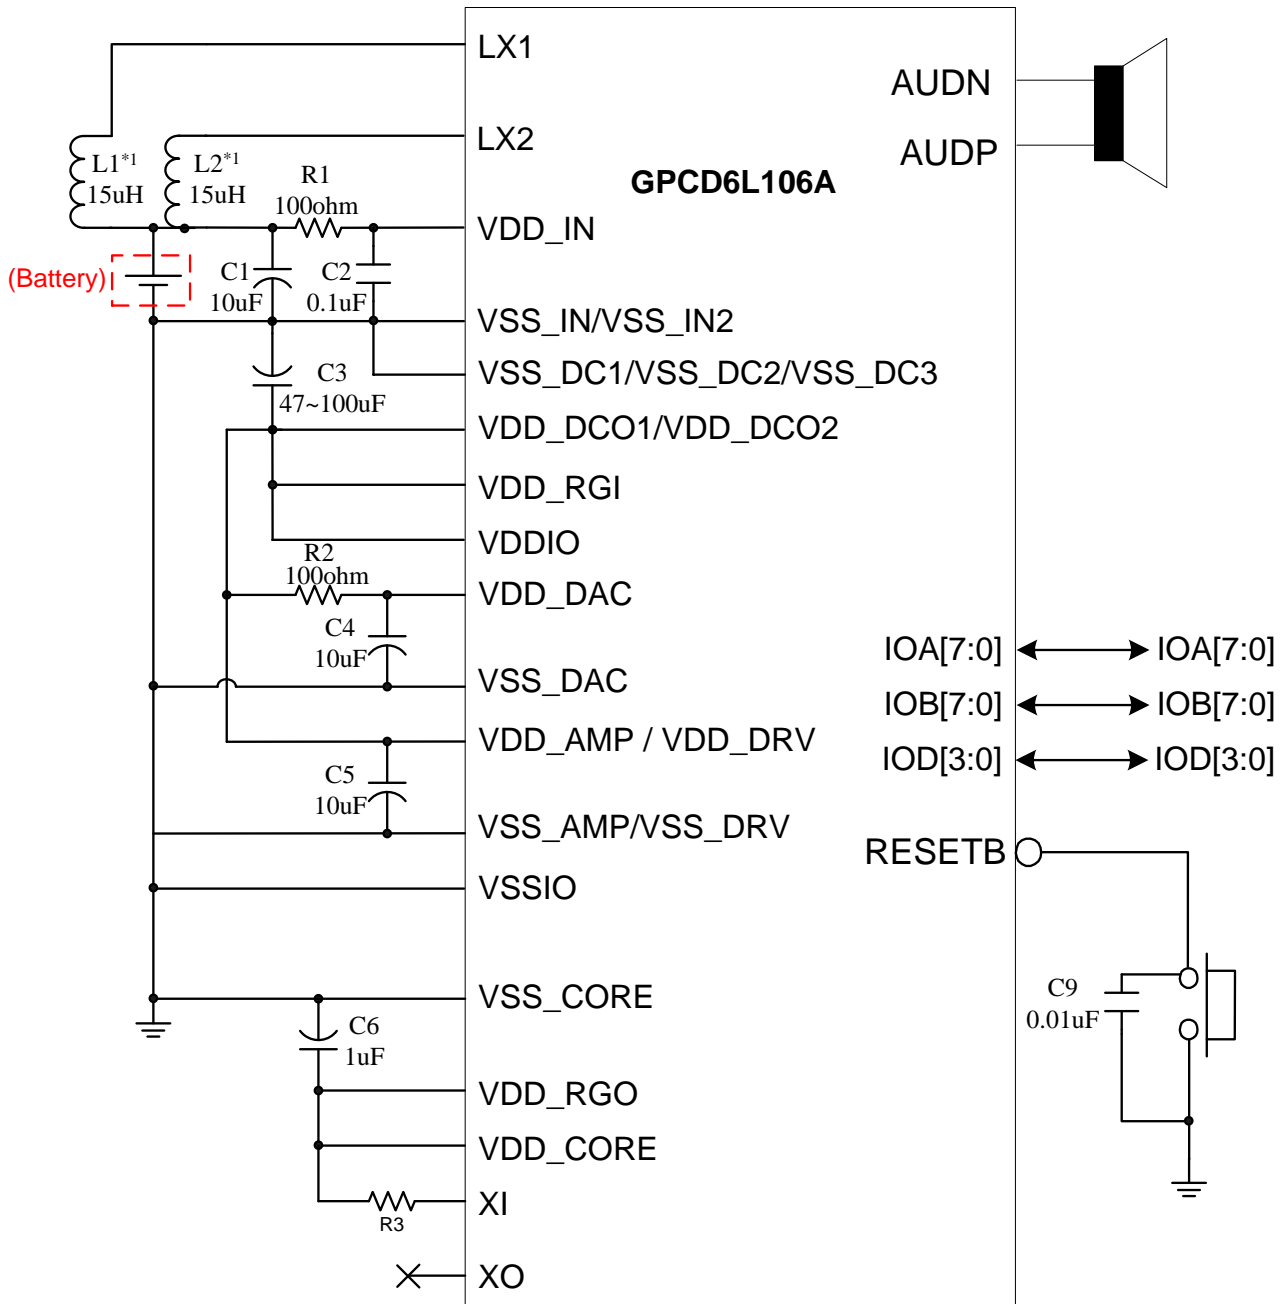 LX1
AUDN
LX2
AUDP
L1*1
15uH
L2*1
15uH
R1
100ohm
GPCD6L106A
VDD_IN
(Battery)
C1
10uF
C2
0.1uF
VSS_IN/VSS_IN2
C3
47~100uF
VSS_DC1/VSS_DC2/VSS_DC3
VDD_DCO1/VDD_DCO2
VDD_RGI
VDDIO
R2
100ohm
VDD_DAC
C4
10uF
IOA[7:0]
IOA[7:0]
VSS_DAC
IOB[7:0]
IOB[7:0]
VDD_AMP / VDD_DRV
IOD[3:0]
IOD[3:0]
C5
10uF
VSS_AMP/VSS_DRV
RESETB
VSSIO
VSS_CORE
C9
0.01uF
C6
1uF
VDD_RGO
VDD_CORE
XI
R3
XO